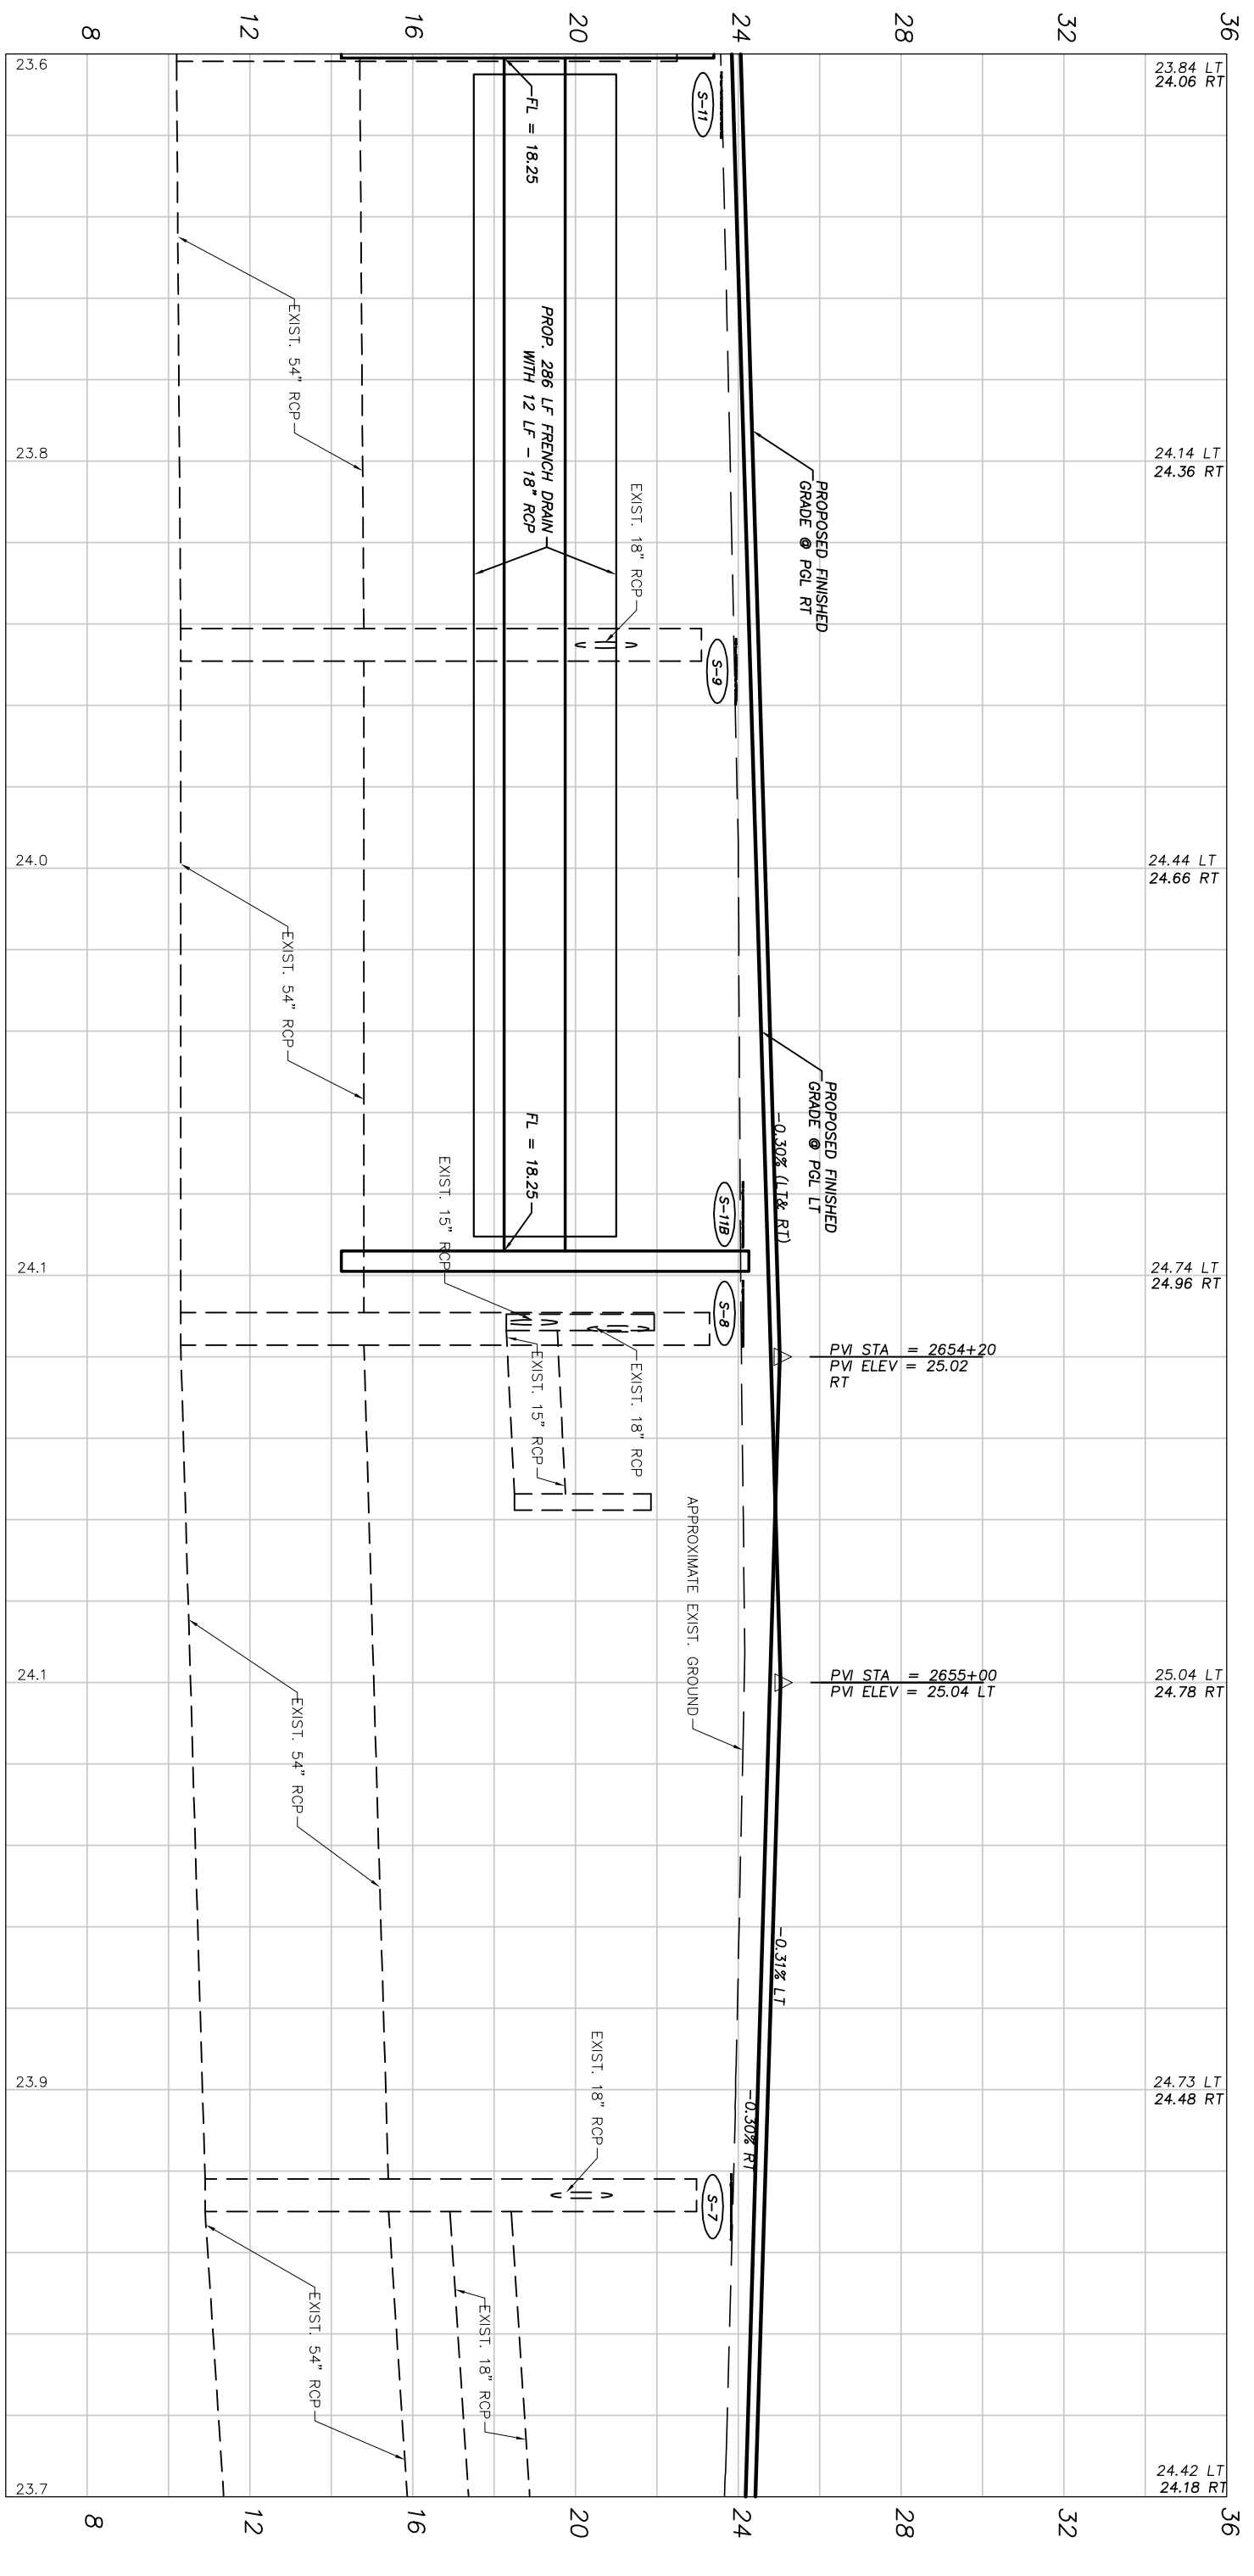 8
12
16
20
24
28
32
36
23.6
23.84 LT
24.06 RT
S-11
FL = 18.25
EXIST. 54" RCP
PROP. 286 LF FRENCH DRAIN
WITH 12 LF - 18" RCP
PROPOSED FINISHED
GRADE @ PGL RT
23.8
24.14 LT
24.36 RT
EXIST. 18" RCP
S-9
24.0
24.44 LT
24.66 RT
EXIST. 54" RCP
PROPOSED FINISHED
GRADE @ PGL LT
-0.30% (LT& RT)
FL = 18.25
EXIST. 15" RCP
S-11B
24.1
24.74 LT
24.96 RT
S-8
PVI STA = 2654+20
PVI ELEV = 25.02
RT
EXIST. 15" RCP
EXIST. 18" RCP
APPROXIMATE EXIST. GROUND
24.1
PVI STA = 2655+00
PVI ELEV = 25.04 LT
25.04 LT
24.78 RT
EXIST. 54" RCP
-0.31% LT
23.9
24.73 LT
24.48 RT
EXIST. 18" RCP
-0.30% RT
S-7
EXIST. 54" RCP
EXIST. 18" RCP
23.7
24.42 LT
24.18 RT
8
12
16
20
24
28
32
36